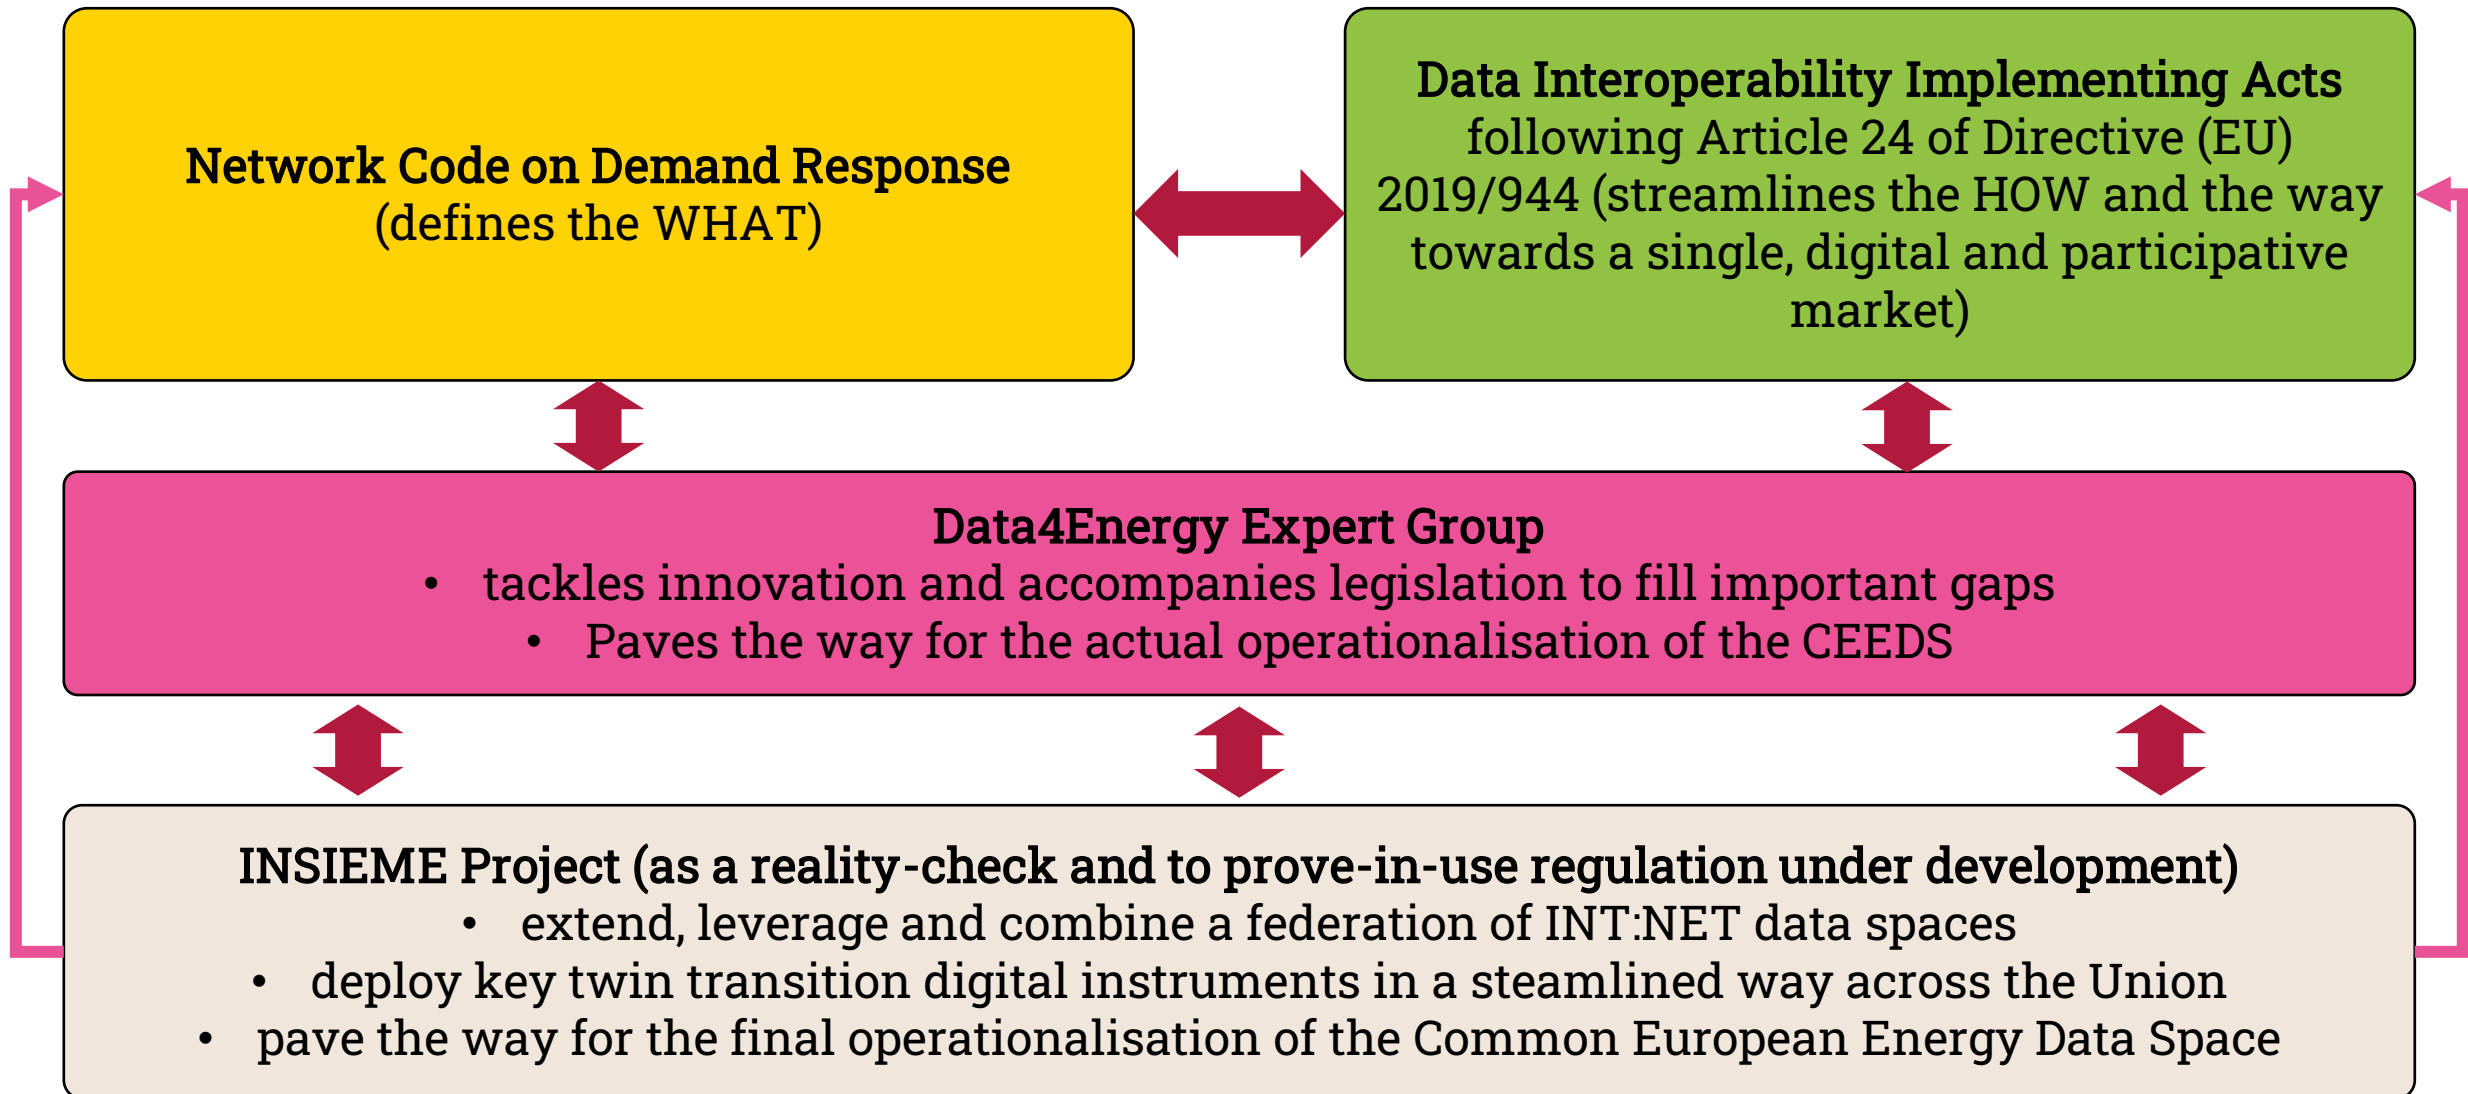 Network Code on Demand Response
(defines the WHAT)
Data Interoperability Implementing Acts
following Article 24 of Directive (EU)
2019/944 (streamlines the HOW and the way
towards a single, digital and participative
market)
Data4Energy Expert Group
• tackles innovation and accompanies legislation to fill important gaps
• Paves the way for the actual operationalisation of the CEEDS
INSIEME Project (as a reality-check and to prove-in-use regulation under development)
• extend, leverage and combine a federation of INT:NET data spaces
• deploy key twin transition digital instruments in a steamlined way across the Union
• pave the way for the final operationalisation of the Common European Energy Data Space